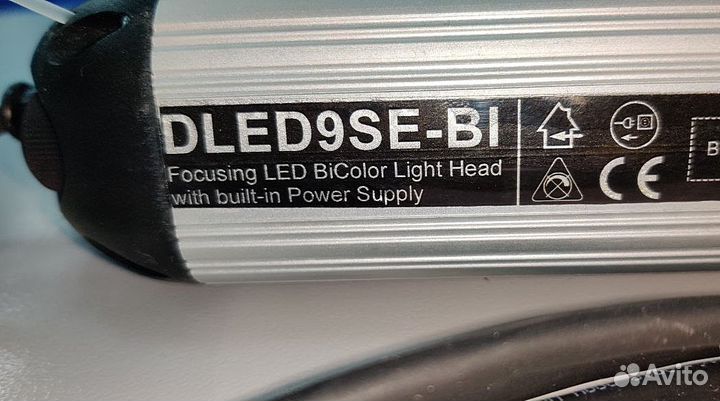 DLED9SE-BI
Focusing LED BiColor Light Head
with built-in Power Supply
CE
B
Avito